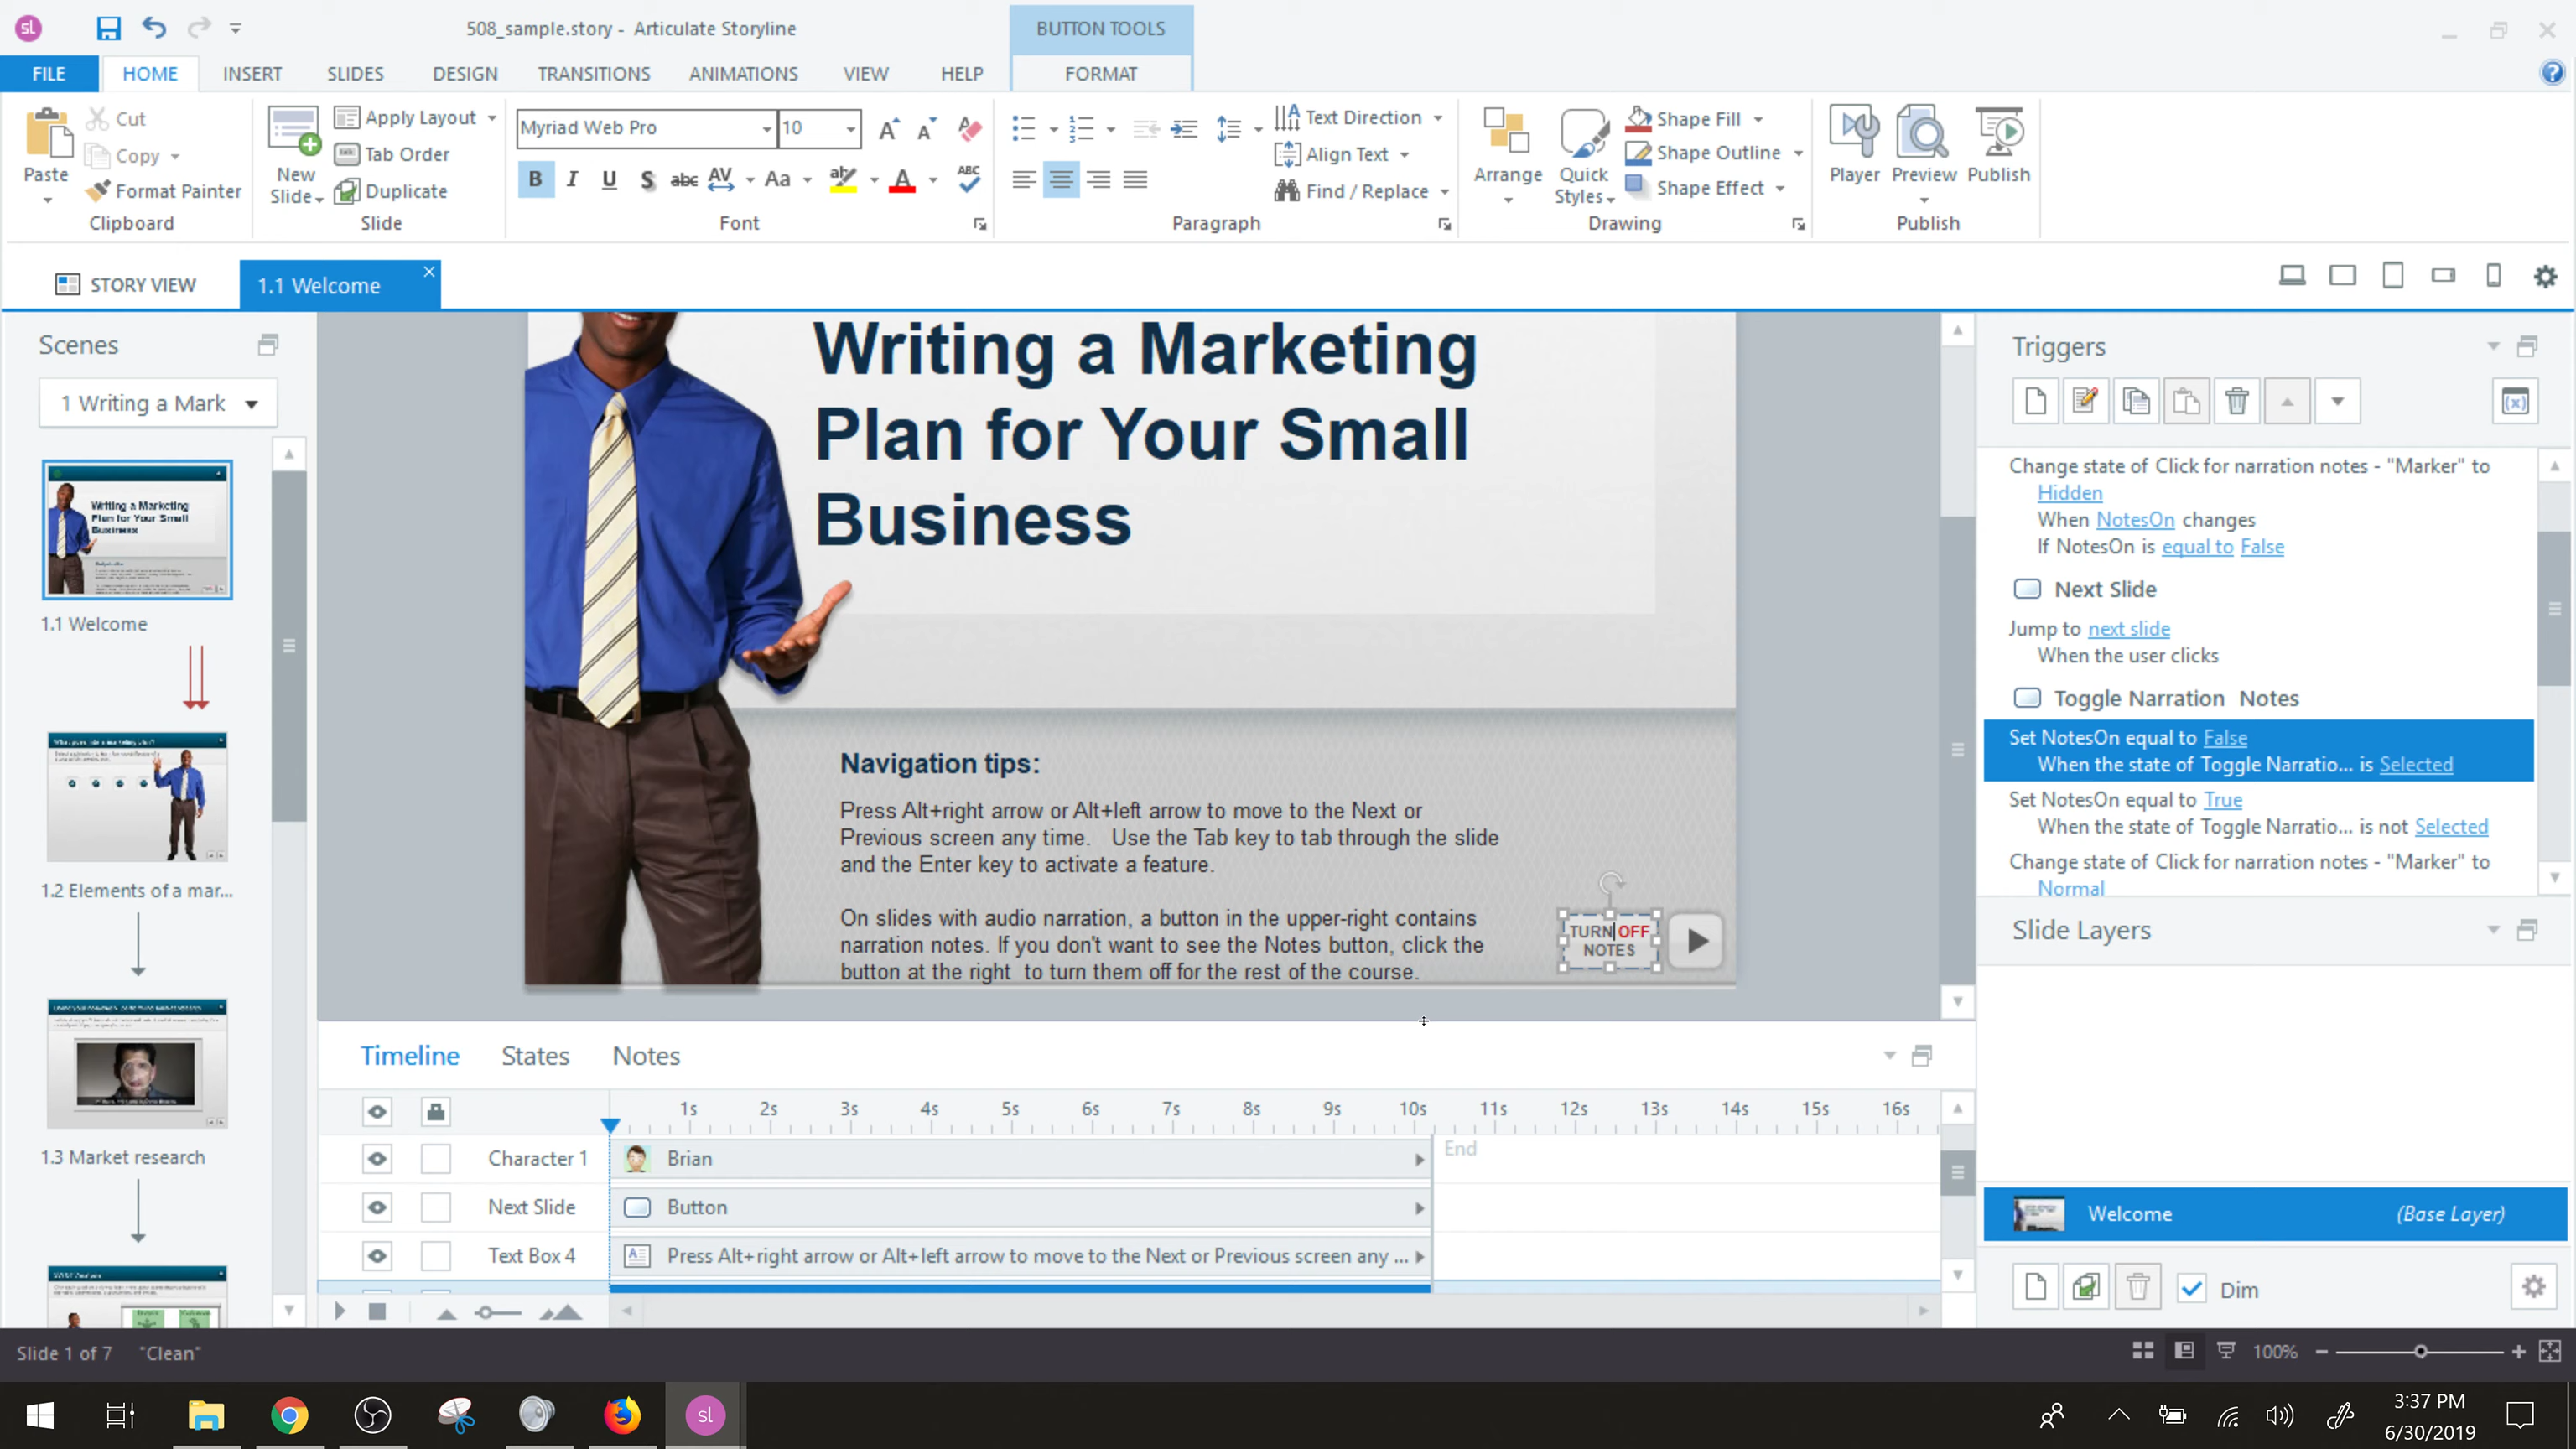 sl
508_sample.story - Articulate Storyline
BUTTON TOOLS
FILE HOME INSERT SLIDES DESIGN TRANSITIONS ANIMATIONS VIEW HELP FORMAT
Paste
Cut
Copy
Format Painter
Clipboard
New Slide
Apply Layout
Tab Order
Duplicate
Slide
Myriad Web Pro 10
B I U S abc AV Aa ab A ABC
Font
Text Direction
Align Text
Find / Replace
Paragraph
Arrange
Quick Styles
Shape Fill
Shape Outline
Shape Effect
Drawing
Player
Preview
Publish
Publish
STORY VIEW
1.1 Welcome
Scenes
1 Writing a Mark
Writing a Marketing
Plan for Your Small
Business
1.1 Welcome
1.2 Elements of a mar...
1.3 Market research
Writing a Marketing
Plan for Your Small
Business
Navigation tips:
Press Alt+right arrow or Alt+left arrow to move to the Next or
Previous screen any time. Use the Tab key to tab through the slide
and the Enter key to activate a feature.
On slides with audio narration, a button in the upper-right contains
narration notes. If you don't want to see the Notes button, click the
button at the right to turn them off for the rest of the course.
TURN OFF
NOTES
Triggers
Change state of Click for narration notes - "Marker" to
Hidden
When NotesOn changes
If NotesOn is equal to False
Next Slide
Jump to next slide
When the user clicks
Toggle Narration Notes
Set NotesOn equal to False
When the state of Toggle Narratio... is Selected
Set NotesOn equal to True
When the state of Toggle Narratio... is not Selected
Change state of Click for narration notes - "Marker" to
Normal
Slide Layers
Welcome (Base Layer)
Dim
Timeline States Notes
1s 2s 3s 4s 5s 6s 7s 8s 9s 10s 11s 12s 13s 14s 15s 16s
Character 1 Brian End
Next Slide Button
Text Box 4 Press Alt+right arrow or Alt+left arrow to move to the Next or Previous screen any ...
Slide 1 of 7 "Clean"
100%
sl
3:37 PM
6/30/2019